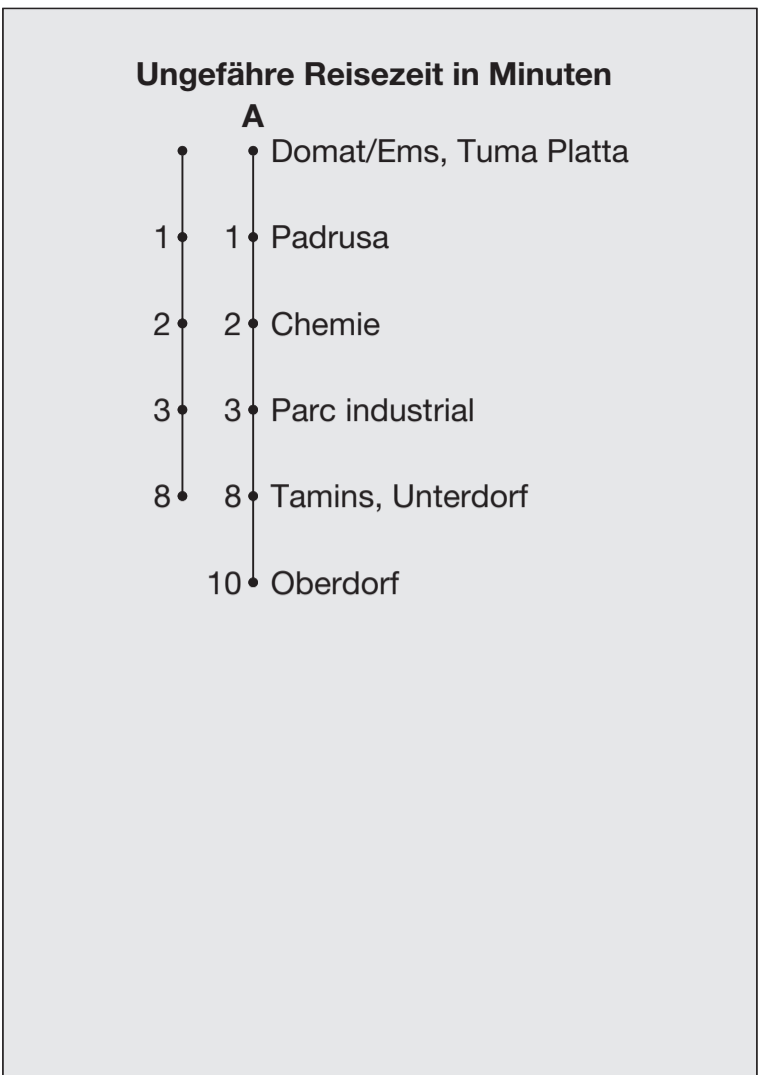 Ungefähre Reisezeit in Minuten
A
Domat/Ems, Tuma Platta
1 1 Padrusa
2 2 Chemie
3 3 Parc industrial
8 8 Tamins, Unterdorf
10 Oberdorf